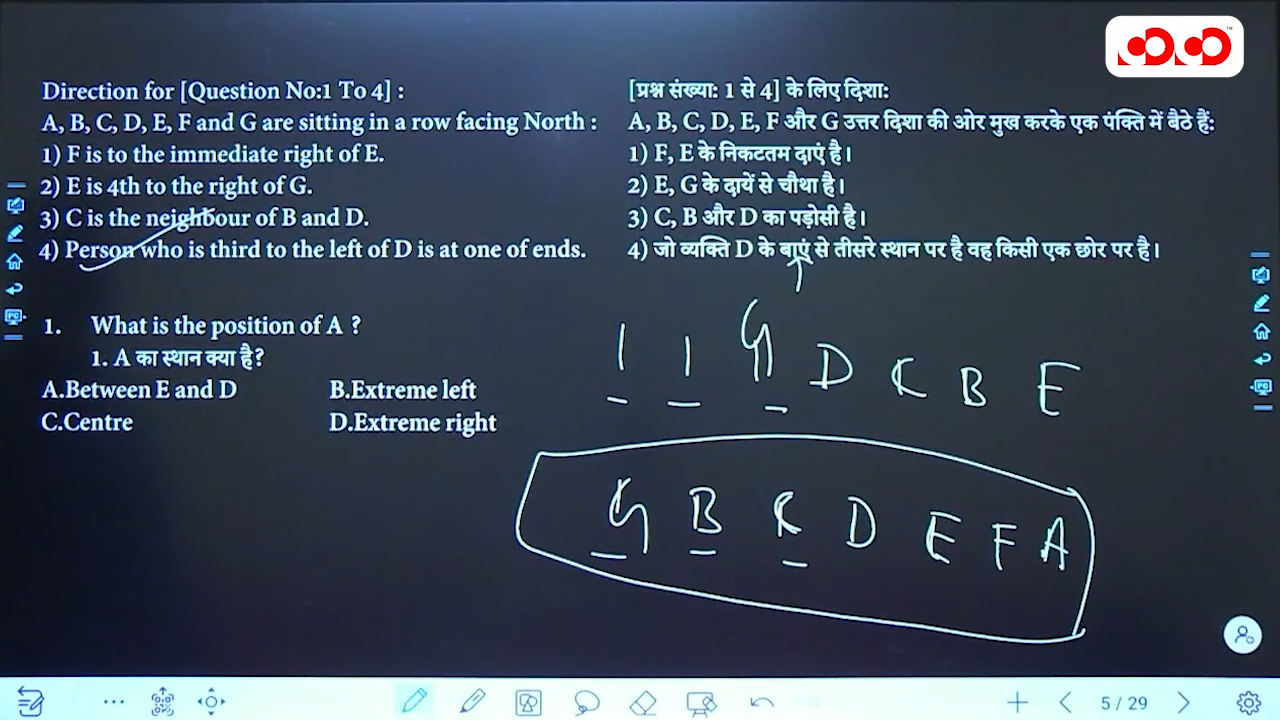 Direction for [Question No:1 To 4] :
A, B, C, D, E, F and G are sitting in a row facing North :
1) F is to the immediate right of E.
2) E is 4th to the right of G.
3) C is the neighbour of B and D.
4) Person who is third to the left of D is at one of ends.
1. What is the position of A ?
1. A का स्थान क्या है?
A.Between E and D B.Extreme left
C.Centre D.Extreme right
[प्रश्न संख्या: 1 से 4] के लिए दिशा:
A, B, C, D, E, F और G उत्तर दिशा की ओर मुख करके एक पंक्ति में बैठे हैं:
1) F, E के निकटतम दाएं है।
2) E, G के दायें से चौथा है।
3) C, B और D का पड़ोसी है।
4) जो व्यक्ति D के बाएं से तीसरे स्थान पर है वह किसी एक छोर पर है।
G D C B E
G B C D E F A
5 / 29